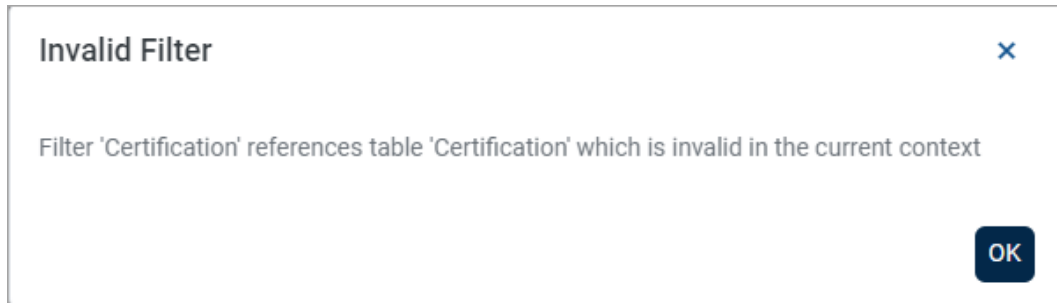 Invalid Filter
×
Filter 'Certification' references table 'Certification' which is invalid in the current context
OK